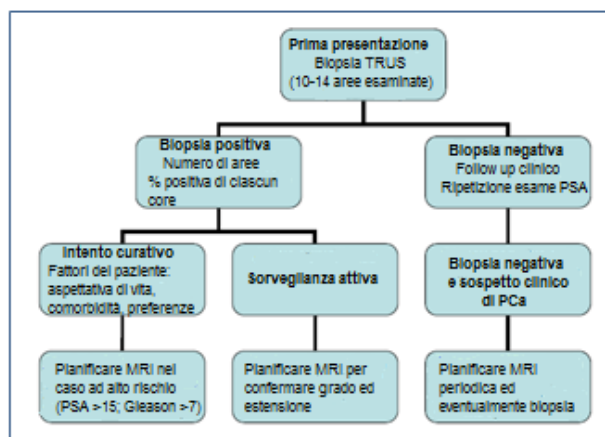 Prima presentazione
Biopsia TRUS
(10-14 aree esaminate)
Biopsia positiva
Numero di aree
% positiva di ciascun
core
Biopsia negativa
Follow up clinico
Ripetizione esame PSA
Intento curativo
Fattori del paziente:
aspettativa di vita,
comorbidità, preferenze
Sorveglianza attiva
Biopsia negativa
e sospetto clinico
di PCa
Planificare MRI nel
caso ad alto rischio
(PSA >15; Gleason >7)
Planificare MRI per
confermare grado ed
estensione
Planificare MRI
periodica ed
eventualmente biopsia